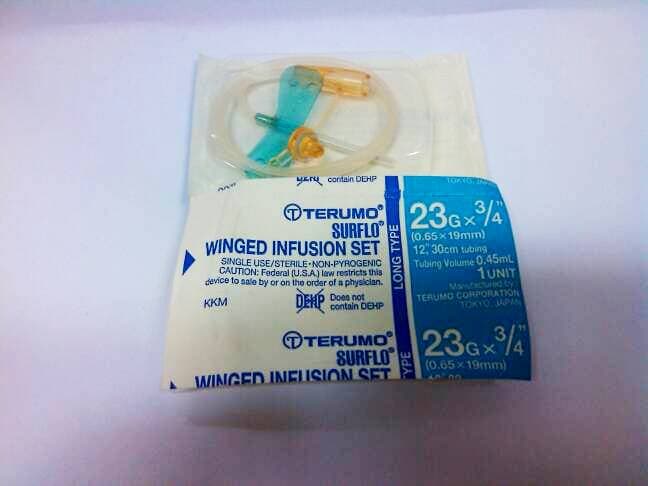 DEHP contain DEHP
TOKYO, JAPAN
TERUMO®
SURFLO®
WINGED INFUSION SET
SINGLE USE/STERILE·NON-PYROGENIC
CAUTION: Federal (U.S.A.) law restricts this
device to sale by or on the order of a physician.
KKM
DEHP Does not
contain DEHP
LONG TYPE
23G×3/4"
(0.65×19mm)
12", 30cm tubing
Tubing Volume 0.45mL
1 UNIT
Manufactured by
TERUMO CORPORATION
TOKYO, JAPAN
TERUMO®
SURFLO®
WINGED INFUSION SET
TYPE
23G×3/4"
(0.65×19mm)